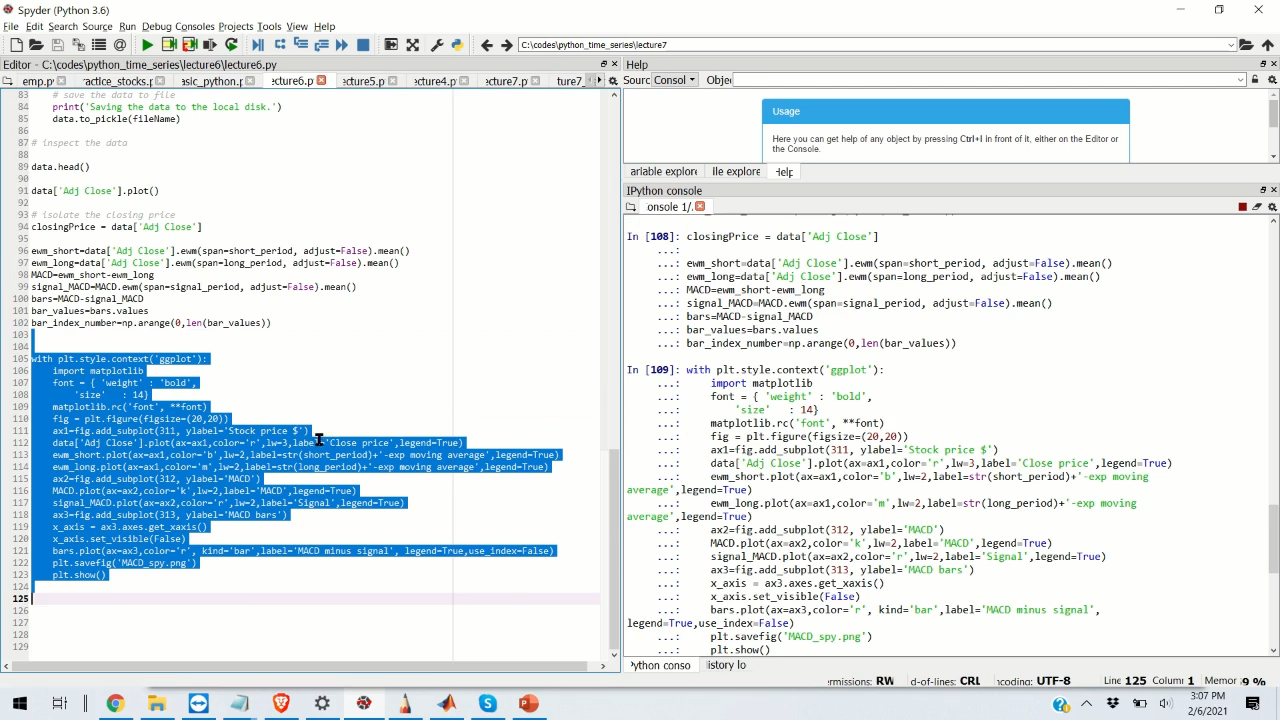 Spyder (Python 3.6)
File Edit Search Source Run Debug Consoles Projects Tools View Help
C:\codes\python_time_series\lecture7
Editor - C:\codes\python_time_series\lecture6\lecture6.py
emp.py ractice_stocks.p asic_python.p ecture6.p ecture5.p ecture4.p ecture7.p ture7_
83 # save the data to file
84 print('Saving the data to the local disk.')
85 data.to_pickle(fileName)
86
87 # inspect the data
88
89 data.head()
90
91 data['Adj Close'].plot()
92
93 # isolate the closing price
94 closingPrice = data['Adj Close']
95
96 ewm_short=data['Adj Close'].ewm(span=short_period, adjust=False).mean()
97 ewm_long=data['Adj Close'].ewm(span=long_period, adjust=False).mean()
98 MACD=ewm_short-ewm_long
99 signal_MACD=MACD.ewm(span=signal_period, adjust=False).mean()
100 bars=MACD-signal_MACD
101 bar_values=bars.values
102 bar_index_number=np.arange(0,len(bar_values))
103
104
105 with plt.style.context('ggplot'):
106 import matplotlib
107 font = { 'weight' : 'bold',
108 'size'   : 14}
109 matplotlib.rc('font', **font)
110 fig = plt.figure(figsize=(20,20))
111 ax1=fig.add_subplot(311, ylabel='Stock price $')
112 data['Adj Close'].plot(ax=ax1,color='r',lw=3,label='Close price',legend=True)
113 ewm_short.plot(ax=ax1,color='b',lw=2,label=str(short_period)+'-exp moving average',legend=True)
114 ewm_long.plot(ax=ax1,color='m',lw=2,label=str(long_period)+'-exp moving average',legend=True)
115 ax2=fig.add_subplot(312, ylabel='MACD')
116 MACD.plot(ax=ax2,color='k',lw=2,label='MACD',legend=True)
117 signal_MACD.plot(ax=ax2,color='r',lw=2,label='Signal',legend=True)
118 ax3=fig.add_subplot(313, ylabel='MACD bars')
119 x_axis = ax3.axes.get_xaxis()
120 x_axis.set_visible(False)
121 bars.plot(ax=ax3,color='r', kind='bar',label='MACD minus signal', legend=True,use_index=False)
122 plt.savefig('MACD_spy.png')
123 plt.show()
124
125
126
127
128
129
Help
Sourc Consol Objec
Usage
Here you can get help of any object by pressing Ctrl+I in front of it, either on the Editor or
the Console.
ariable explore ile explore Help
IPython console
onsole 1/
In [108]: closingPrice = data['Adj Close']
...:
...: ewm_short=data['Adj Close'].ewm(span=short_period, adjust=False).mean()
...: ewm_long=data['Adj Close'].ewm(span=long_period, adjust=False).mean()
...: MACD=ewm_short-ewm_long
...: signal_MACD=MACD.ewm(span=signal_period, adjust=False).mean()
...: bars=MACD-signal_MACD
...: bar_values=bars.values
...: bar_index_number=np.arange(0,len(bar_values))
In [109]: with plt.style.context('ggplot'):
...: import matplotlib
...: font = { 'weight' : 'bold',
...: 'size'   : 14}
...: matplotlib.rc('font', **font)
...: fig = plt.figure(figsize=(20,20))
...: ax1=fig.add_subplot(311, ylabel='Stock price $')
...: data['Adj Close'].plot(ax=ax1,color='r',lw=3,label='Close price',legend=True)
...: ewm_short.plot(ax=ax1,color='b',lw=2,label=str(short_period)+'-exp moving
average',legend=True)
...: ewm_long.plot(ax=ax1,color='m',lw=2,label=str(long_period)+'-exp moving
average',legend=True)
...: ax2=fig.add_subplot(312, ylabel='MACD')
...: MACD.plot(ax=ax2,color='k',lw=2,label='MACD',legend=True)
...: signal_MACD.plot(ax=ax2,color='r',lw=2,label='Signal',legend=True)
...: ax3=fig.add_subplot(313, ylabel='MACD bars')
...: x_axis = ax3.axes.get_xaxis()
...: x_axis.set_visible(False)
...: bars.plot(ax=ax3,color='r', kind='bar',label='MACD minus signal',
legend=True,use_index=False)
...: plt.savefig('MACD_spy.png')
...: plt.show()
Python conso istory lo
rmissions: RW d-of-lines: CRL ncoding: UTF-8 Line 125 Column 1 Memor 9 %
3:07 PM
2/6/2021